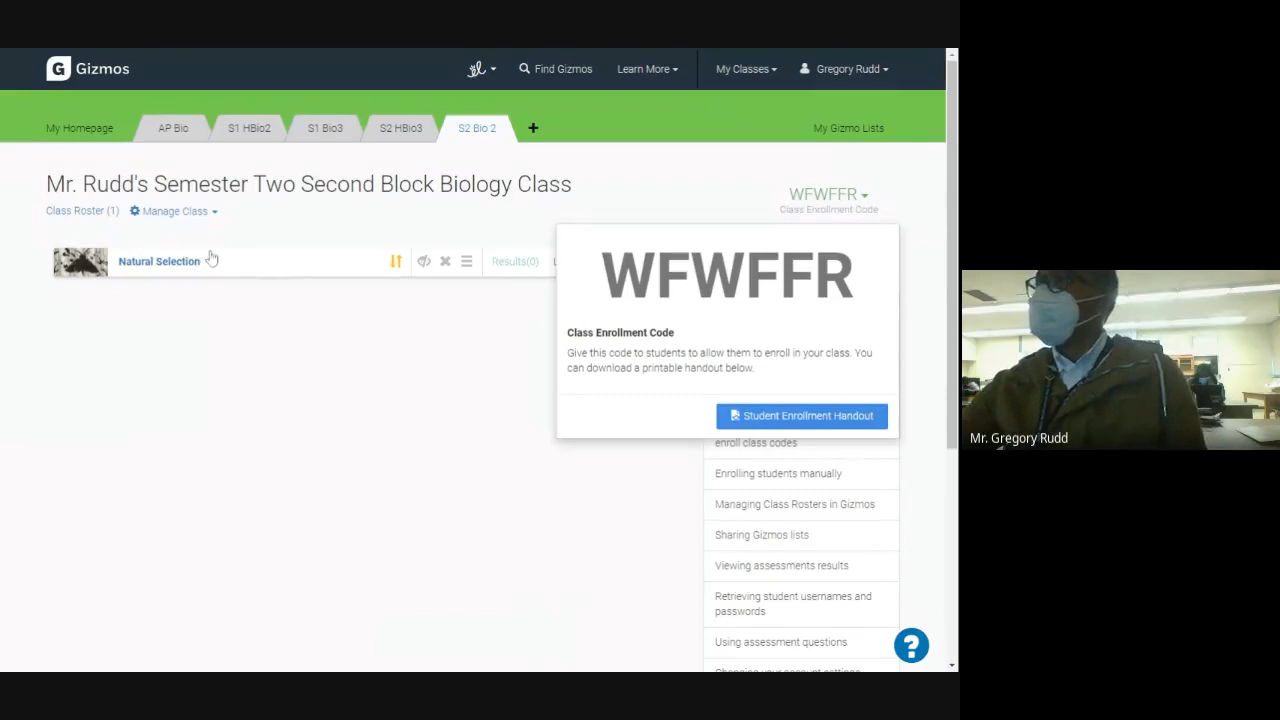 G Gizmos
Find Gizmos
Learn More
My Classes
Gregory Rudd
My Homepage
AP Bio
S1 HBio2
S1 Bio3
S2 HBio3
S2 Bio 2
My Gizmo Lists
Mr. Rudd's Semester Two Second Block Biology Class
WFWFFR
Class Enrollment Code
Class Roster (1)
Manage Class
Natural Selection
Results(0)
L
WFWFFR
Class Enrollment Code
Give this code to students to allow them to enroll in your class. You
can download a printable handout below.
Student Enrollment Handout
enroll class codes
Enrolling students manually
Managing Class Rosters in Gizmos
Sharing Gizmos lists
Viewing assessments results
Retrieving student usernames and
passwords
Using assessment questions
Changing your account settings
?
Mr. Gregory Rudd